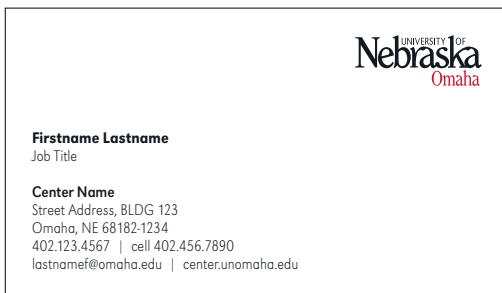 UNIVERSITY OF
Nebraska
Omaha
Firstname Lastname
Job Title
Center Name
Street Address, BLDG 123
Omaha, NE 68182-1234
402.123.4567 | cell 402.456.7890
lastnamef@omaha.edu | center.unomaha.edu